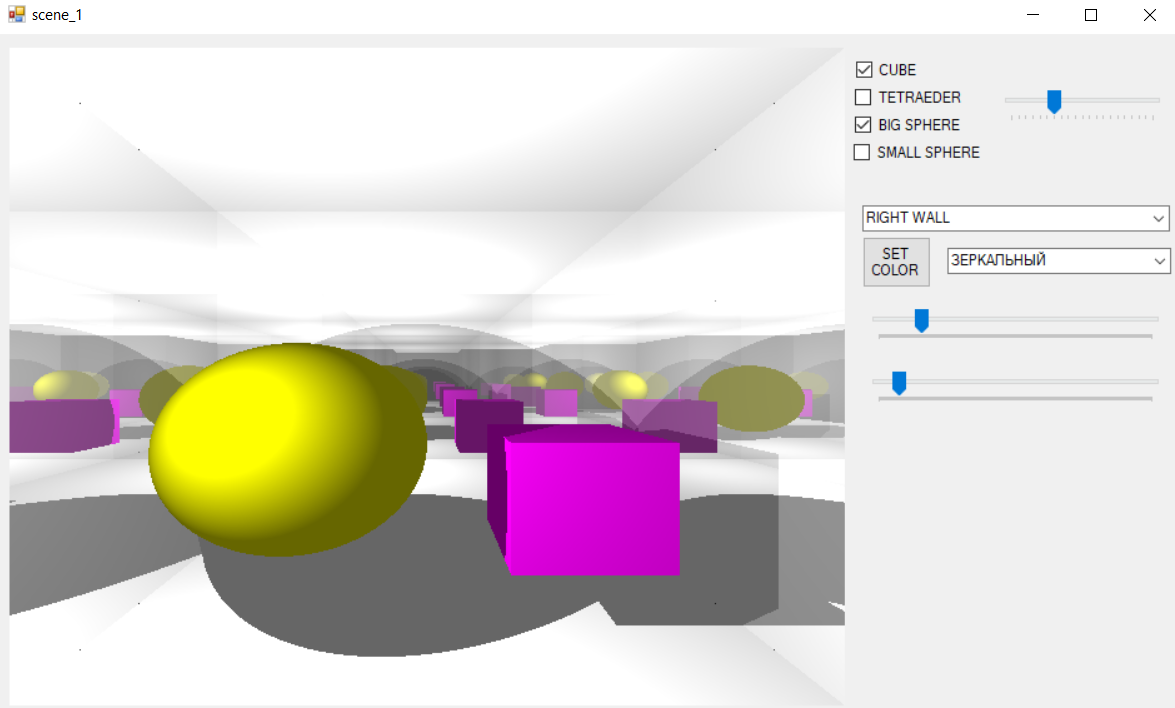 scene_1
CUBE
TETRAEDER
BIG SPHERE
SMALL SPHERE
RIGHT WALL
SET
COLOR
ЗЕРКАЛЬНЫЙ